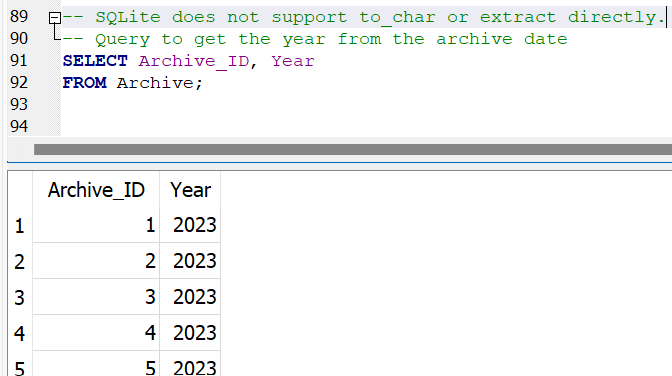 89 -- SQLite does not support to_char or extract directly.
90 -- Query to get the year from the archive date
91 SELECT Archive_ID, Year
92 FROM Archive;
93
94
Archive_ID Year
1 1 2023
2 2 2023
3 3 2023
4 4 2023
5 5 2023